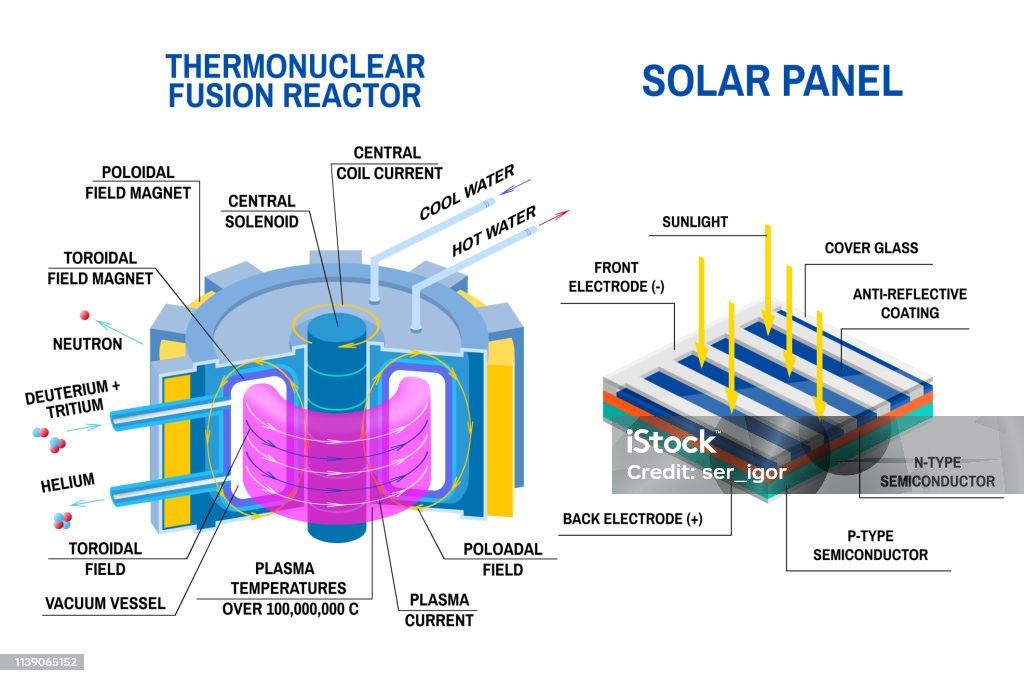 THERMONUCLEAR
FUSION REACTOR
SOLAR PANEL
CENTRAL
COIL CURRENT
POLOIDAL
FIELD MAGNET
CENTRAL
SOLENOID
COOL WATER
HOT WATER
TOROIDAL
FIELD MAGNET
NEUTRON
DEUTERIUM +
TRITIUM
HELIUM
TOROIDAL
FIELD
VACUUM VESSEL
PLASMA
TEMPERATURES
OVER 100,000,000 C
PLASMA
CURRENT
POLOADAL
FIELD
SUNLIGHT
COVER GLASS
FRONT
ELECTRODE (-)
ANTI-REFLECTIVE
COATING
N-TYPE
SEMICONDUCTOR
BACK ELECTRODE (+)
P-TYPE
SEMICONDUCTOR
iStock™
Credit: ser_igor
1139065152